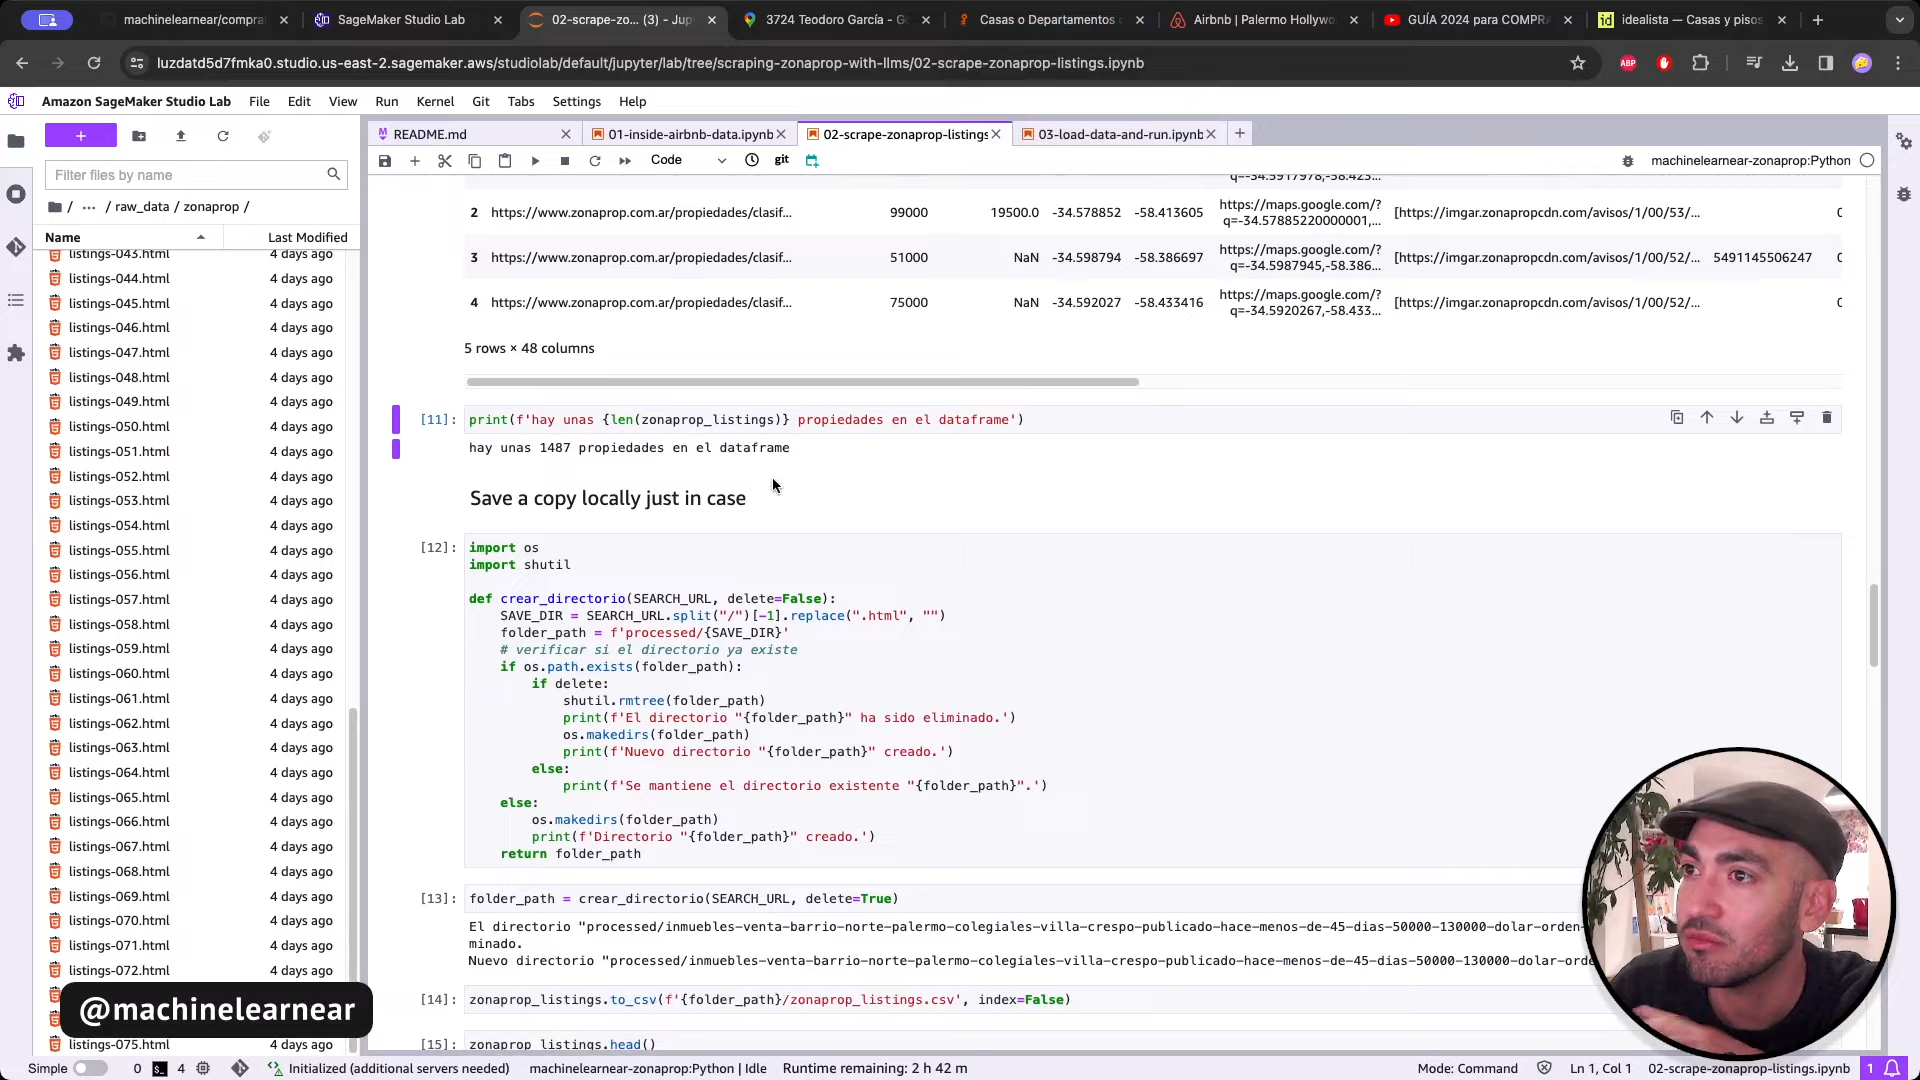 machinelearnear/compra
SageMaker Studio Lab
02-scrape-zo... (3) - Jup
3724 Teodoro García - G
Casas o Departamentos
Airbnb | Palermo Hollywo
GUÍA 2024 para COMPR
idealista — Casas y pisos
luzdatd5d7fmka0.studio.us-east-2.sagemaker.aws/studiolab/default/jupyter/lab/tree/scraping-zonaprop-with-llms/02-scrape-zonaprop-listings.ipynb
ABP
Amazon SageMaker Studio Lab File Edit View Run Kernel Git Tabs Settings Help
README.md
01-inside-airbnb-data.ipynb
02-scrape-zonaprop-listings
03-load-data-and-run.ipynb
Code
git
machinelearnear-zonaprop:Python
Filter files by name
/ ... / raw_data / zonaprop /
Name Last Modified
listings-043.html 4 days ago
listings-044.html 4 days ago
listings-045.html 4 days ago
listings-046.html 4 days ago
listings-047.html 4 days ago
listings-048.html 4 days ago
listings-049.html 4 days ago
listings-050.html 4 days ago
listings-051.html 4 days ago
listings-052.html 4 days ago
listings-053.html 4 days ago
listings-054.html 4 days ago
listings-055.html 4 days ago
listings-056.html 4 days ago
listings-057.html 4 days ago
listings-058.html 4 days ago
listings-059.html 4 days ago
listings-060.html 4 days ago
listings-061.html 4 days ago
listings-062.html 4 days ago
listings-063.html 4 days ago
listings-064.html 4 days ago
listings-065.html 4 days ago
listings-066.html 4 days ago
listings-067.html 4 days ago
listings-068.html 4 days ago
listings-069.html 4 days ago
listings-070.html 4 days ago
listings-071.html 4 days ago
listings-072.html 4 days ago
listings-075.html 4 days ago
@machinelearnear
q=-34.5917978,-58.423...
2 https://www.zonaprop.com.ar/propiedades/clasif... 99000 19500.0 -34.578852 -58.413605 https://maps.google.com/? [https://imgar.zonapropcdn.com/avisos/1/00/53/...
q=-34.57885220000001,...
3 https://www.zonaprop.com.ar/propiedades/clasif... 51000 NaN -34.598794 -58.386697 https://maps.google.com/? [https://imgar.zonapropcdn.com/avisos/1/00/52/... 5491145506247
q=-34.5987945,-58.386...
4 https://www.zonaprop.com.ar/propiedades/clasif... 75000 NaN -34.592027 -58.433416 https://maps.google.com/? [https://imgar.zonapropcdn.com/avisos/1/00/52/...
q=-34.5920267,-58.433...
5 rows × 48 columns
[11]: print(f'hay unas {len(zonaprop_listings)} propiedades en el dataframe')
hay unas 1487 propiedades en el dataframe
Save a copy locally just in case
[12]: import os
import shutil
def crear_directorio(SEARCH_URL, delete=False):
SAVE_DIR = SEARCH_URL.split("/")[-1].replace(".html", "")
folder_path = f'processed/{SAVE_DIR}'
# verificar si el directorio ya existe
if os.path.exists(folder_path):
if delete:
shutil.rmtree(folder_path)
print(f'El directorio "{folder_path}" ha sido eliminado.')
os.makedirs(folder_path)
print(f'Nuevo directorio "{folder_path}" creado.')
else:
print(f'Se mantiene el directorio existente "{folder_path}".')
else:
os.makedirs(folder_path)
print(f'Directorio "{folder_path}" creado.')
return folder_path
[13]: folder_path = crear_directorio(SEARCH_URL, delete=True)
El directorio "processed/inmuebles-venta-barrio-norte-palermo-colegiales-villa-crespo-publicado-hace-menos-de-45-dias-50000-130000-dolar-orden-
minado.
Nuevo directorio "processed/inmuebles-venta-barrio-norte-palermo-colegiales-villa-crespo-publicado-hace-menos-de-45-dias-50000-130000-dolar-orde
[14]: zonaprop_listings.to_csv(f'{folder_path}/zonaprop_listings.csv', index=False)
[15]: zonaprop_listings.head()
Simple 0 4 Initialized (additional servers needed) machinelearnear-zonaprop:Python | Idle Runtime remaining: 2 h 42 m Mode: Command Ln 1, Col 1 02-scrape-zonaprop-listings.ipynb 1